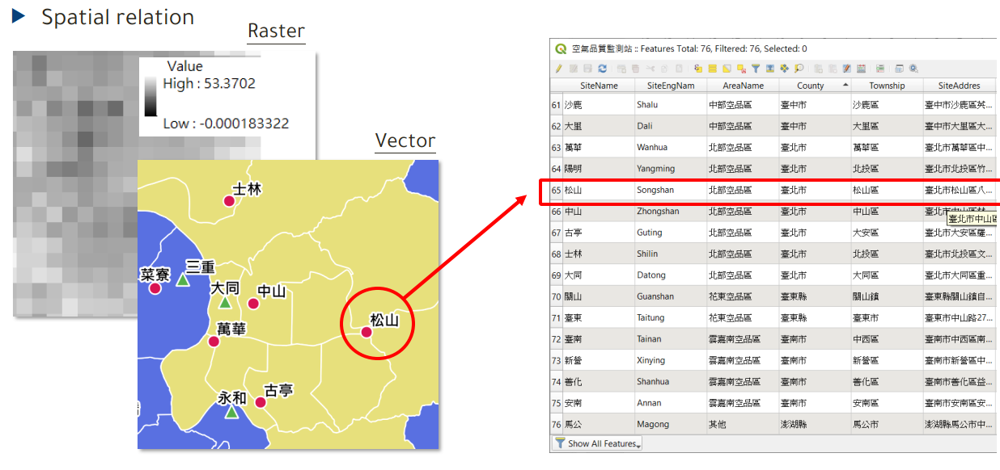 Spatial relation
Raster
Value
High : 53.3702
Low : -0.000183322
Vector
士林
三重
菜寮
大同
中山
松山
萬華
永和
古亭
空氣品質監測站 :: Features Total: 76, Filtered: 76, Selected: 0
SiteName SiteEngNam AreaName County Township SiteAddres
61 沙鹿 Shalu 中部空品區 臺中市 沙鹿區 臺中市沙鹿區英...
62 大里 Dali 中部空品區 臺中市 大里區 臺中市大里區大...
63 萬華 Wanhua 北部空品區 臺北市 萬華區 臺北市萬華區中...
64 陽明 Yangming 北部空品區 臺北市 北投區 臺北市北投區竹...
65 松山 Songshan 北部空品區 臺北市 松山區 臺北市松山區八...
66 中山 Zhongshan 北部空品區 臺北市 中山區 臺北市中山區林...
臺北市中山區
67 古亭 Guting 北部空品區 臺北市 大安區 臺北市大安區羅...
68 士林 Shilin 北部空品區 臺北市 北投區 臺北市北投區文...
69 大同 Datong 北部空品區 臺北市 大同區 臺北市大同區重...
70 關山 Guanshan 花東空品區 臺東縣 關山鎮 臺東縣關山鎮自...
71 臺東 Taitung 花東空品區 臺東縣 臺東市 臺東市中山路27...
72 臺南 Tainan 雲嘉南空品區 臺南市 中西區 臺南市中西區南...
73 新營 Xinying 雲嘉南空品區 臺南市 新營區 臺南市新營區中...
74 善化 Shanhua 雲嘉南空品區 臺南市 善化區 臺南市善化區益...
75 安南 Annan 雲嘉南空品區 臺南市 安南區 臺南市安南區安...
76 馬公 Magong 其他 澎湖縣 馬公市 澎湖縣馬公市中...
Show All Features